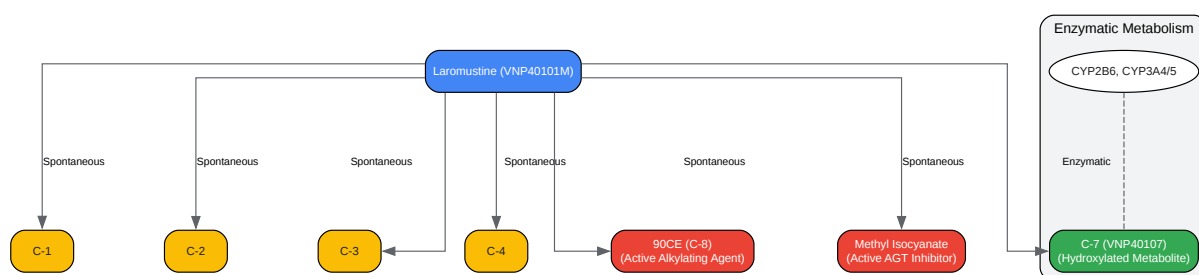 Enzymatic Metabolism
Laromustine (VNP40101M)
CYP2B6, CYP3A4/5
Spontaneous
Spontaneous
Spontaneous
Spontaneous
Spontaneous
Spontaneous
Enzymatic
C-1
C-2
C-3
C-4
90CE (C-8)
(Active Alkylating Agent)
Methyl Isocyanate
(Active AGT Inhibitor)
C-7 (VNP40107)
(Hydroxylated Metabolite)